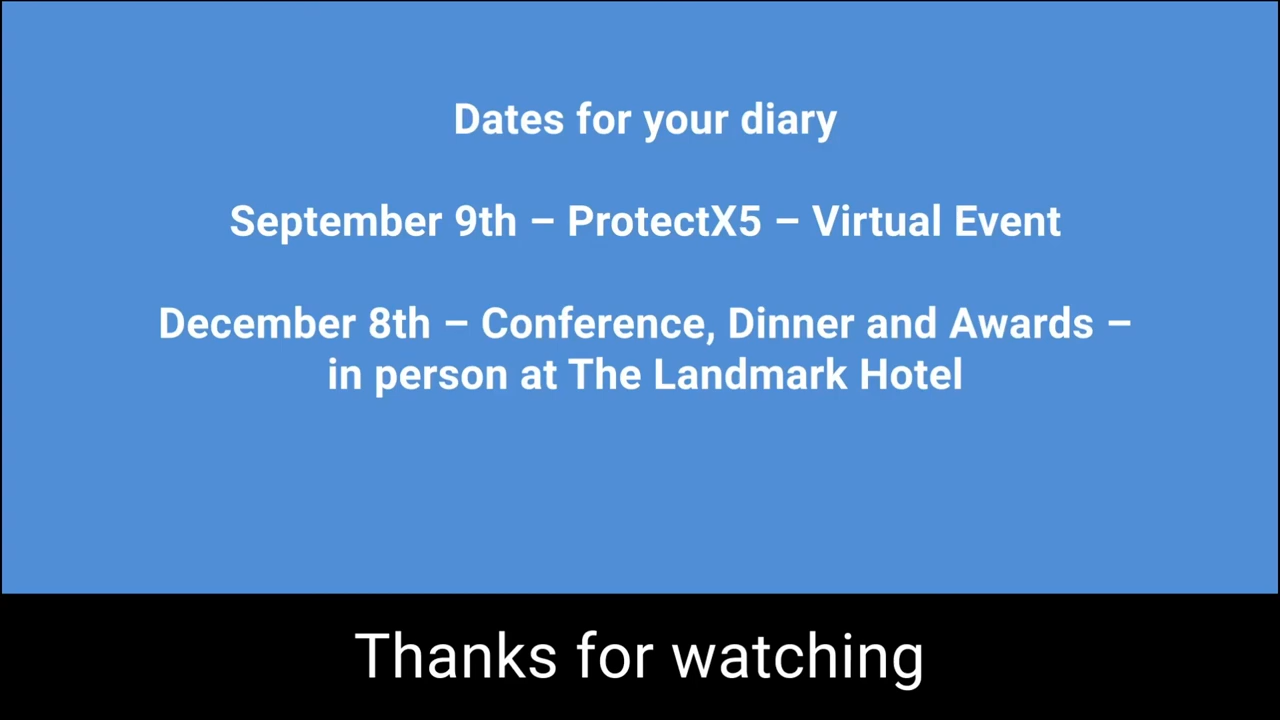 Dates for your diary
September 9th – ProtectX5 – Virtual Event
December 8th – Conference, Dinner and Awards –
in person at The Landmark Hotel
Thanks for watching